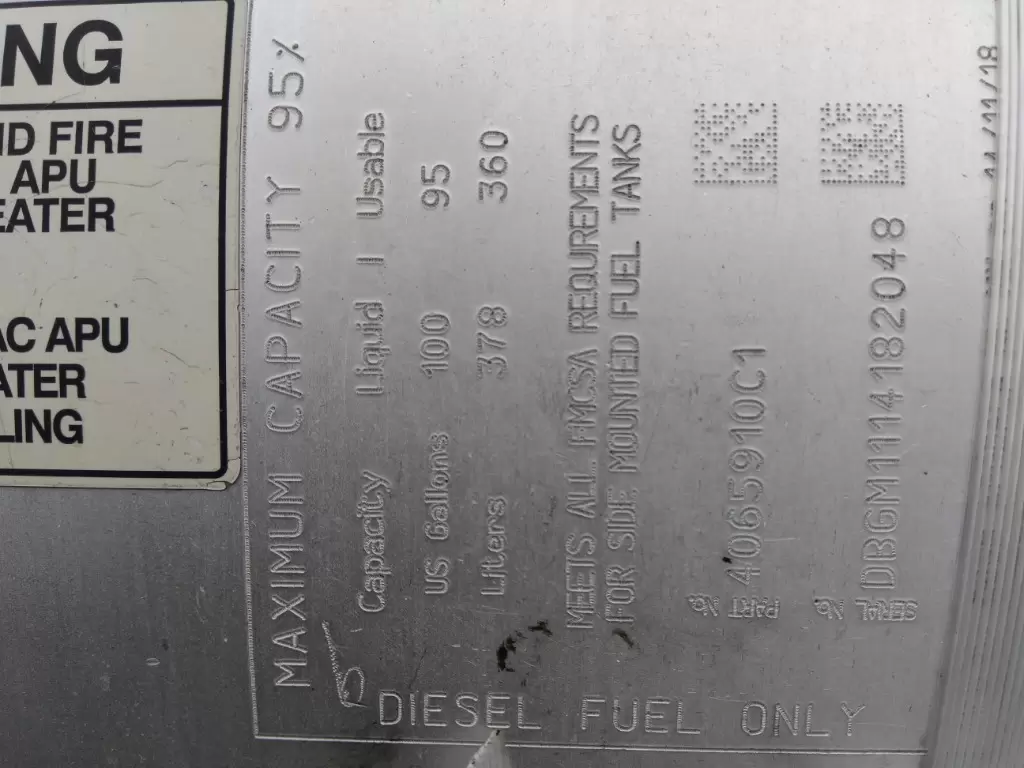 NG
ND FIRE
APU
EATER
AC APU
ATER
LING
MAXIMUM CAPACITY 95%
Capacity Liquid | Usable
US Gallons 100 95
Liters 378 360
MEETS ALL FMCSA REQUIREMENTS
FOR SIDE MOUNTED FUEL TANKS
PART No. 4065910C1
SERIAL No. DBGM1114182048
DIESEL FUEL ONLY
11/18